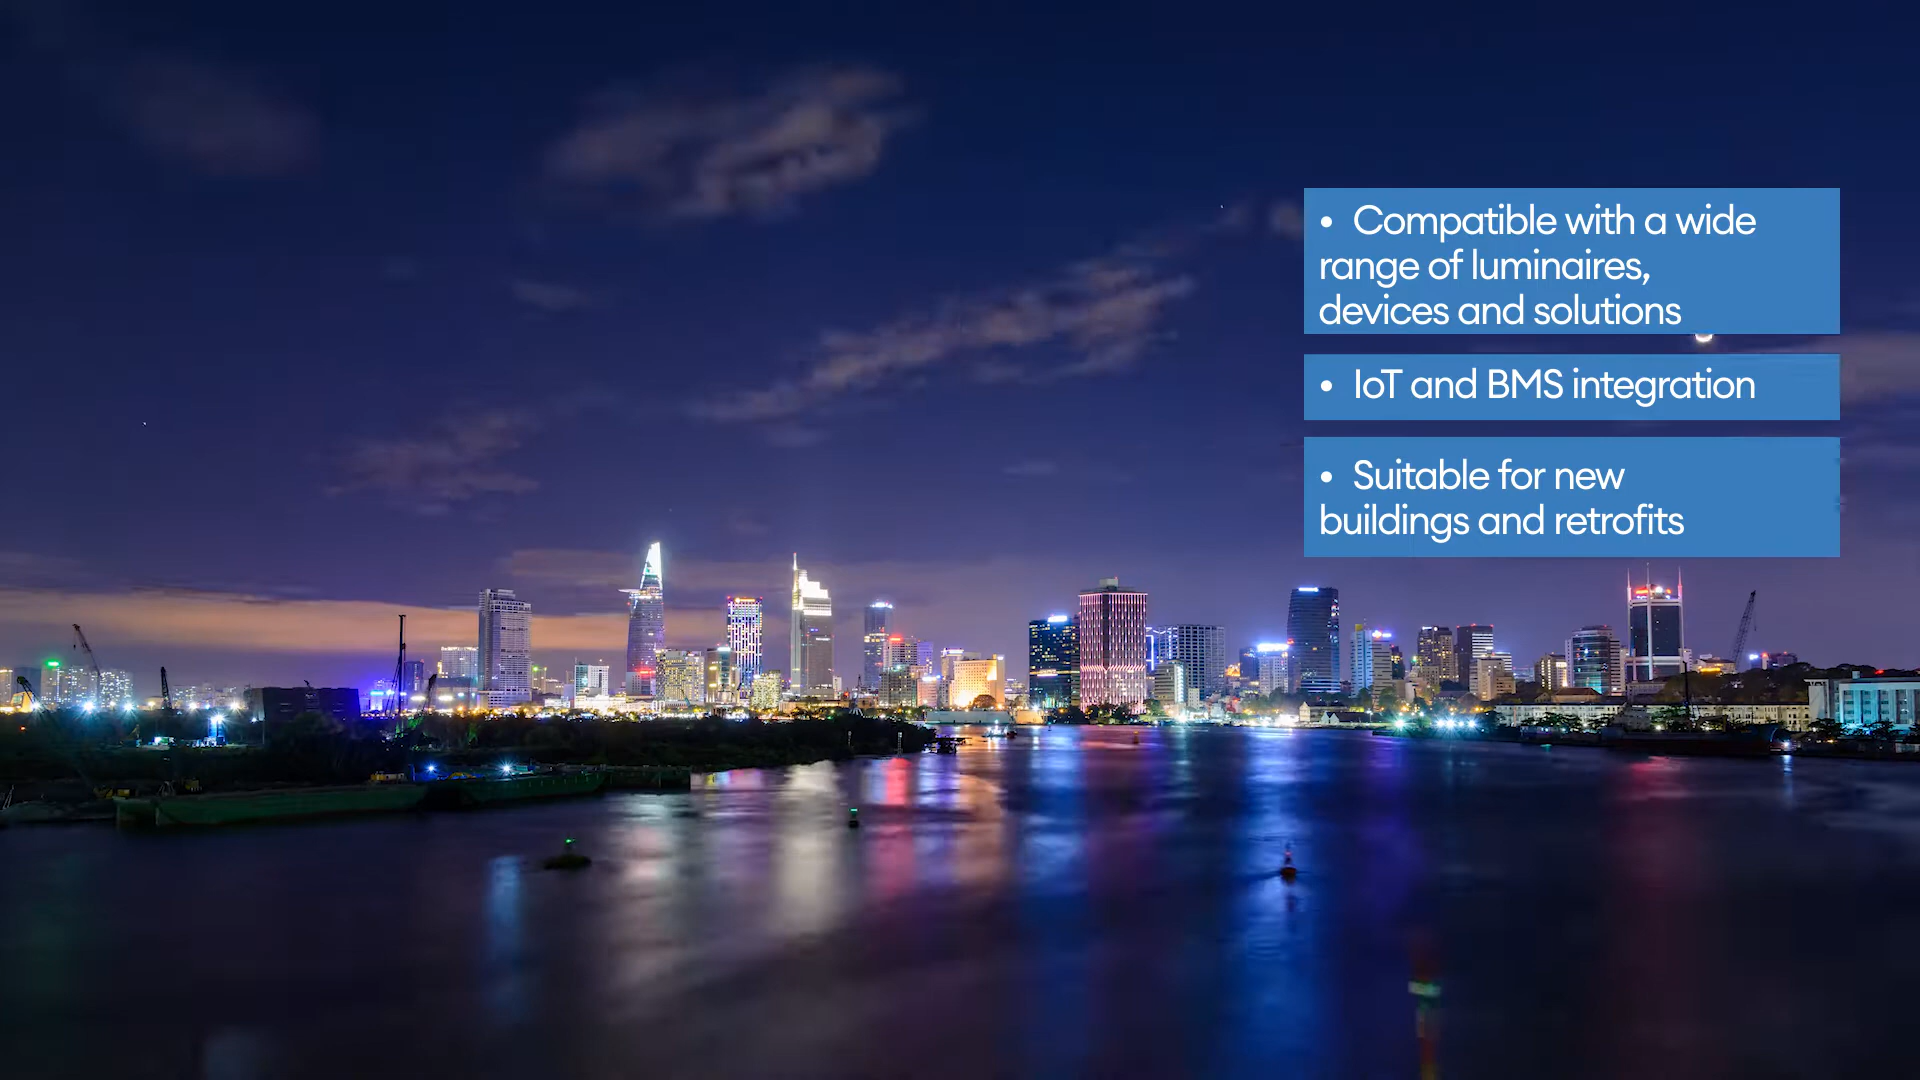 • Compatible with a wide
range of luminaires,
devices and solutions
• IoT and BMS integration
• Suitable for new
buildings and retrofits